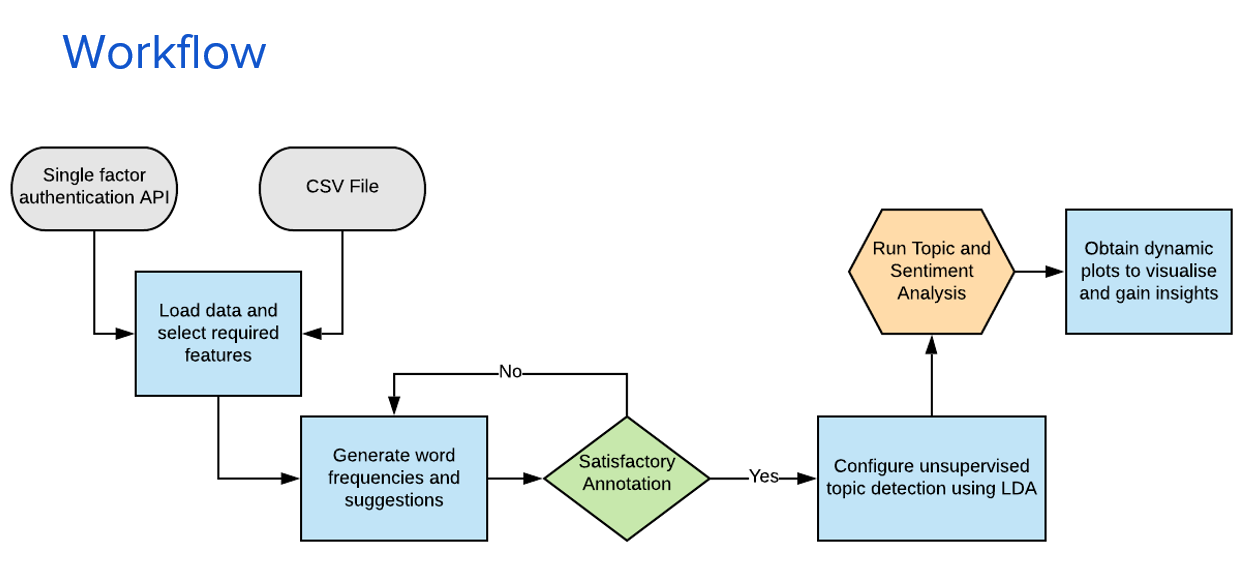 Workflow
Single factor
authentication API
CSV File
Load data and
select required
features
Run Topic and
Sentiment
Analysis
Obtain dynamic
plots to visualise
and gain insights
No
Generate word
frequencies and
suggestions
Satisfactory
Annotation
Yes
Configure unsupervised
topic detection using LDA